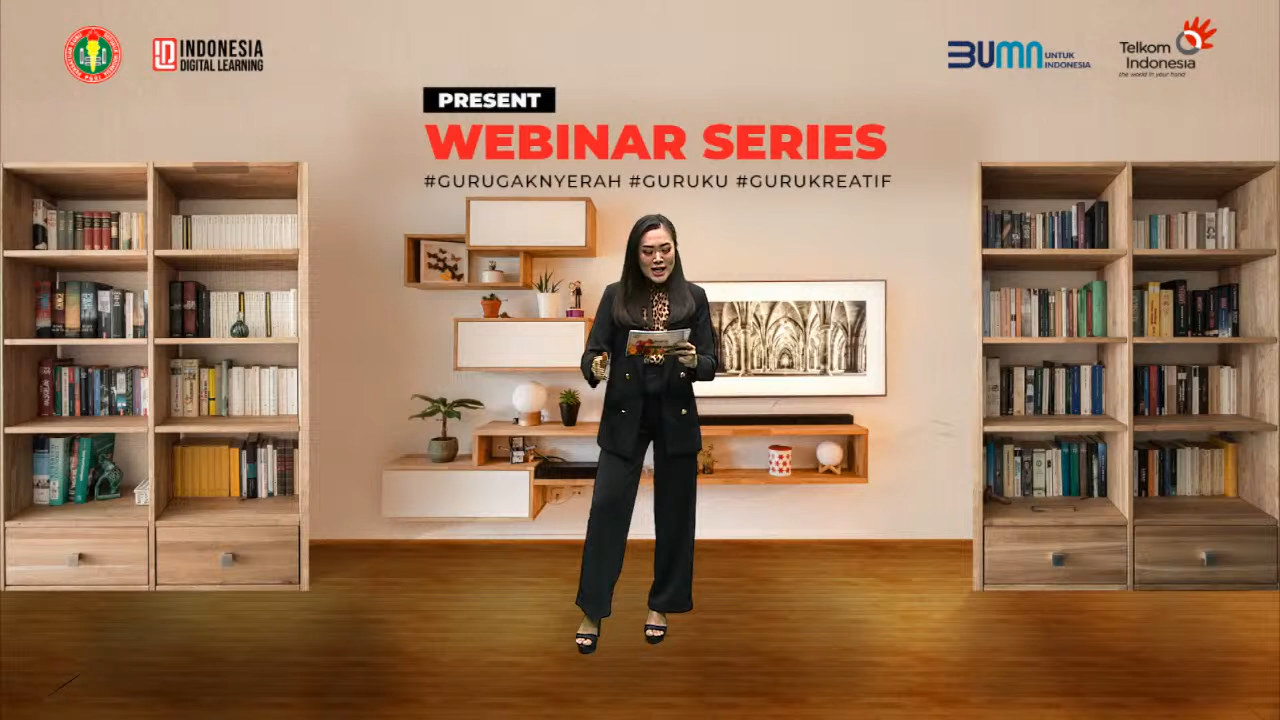 INDONESIA
DIGITAL LEARNING
BUMN UNTUK
INDONESIA
Telkom
Indonesia
the world in your hand
PRESENT
WEBINAR SERIES
#GURUGAKNYERAH #GURUKU #GURUKREATIF